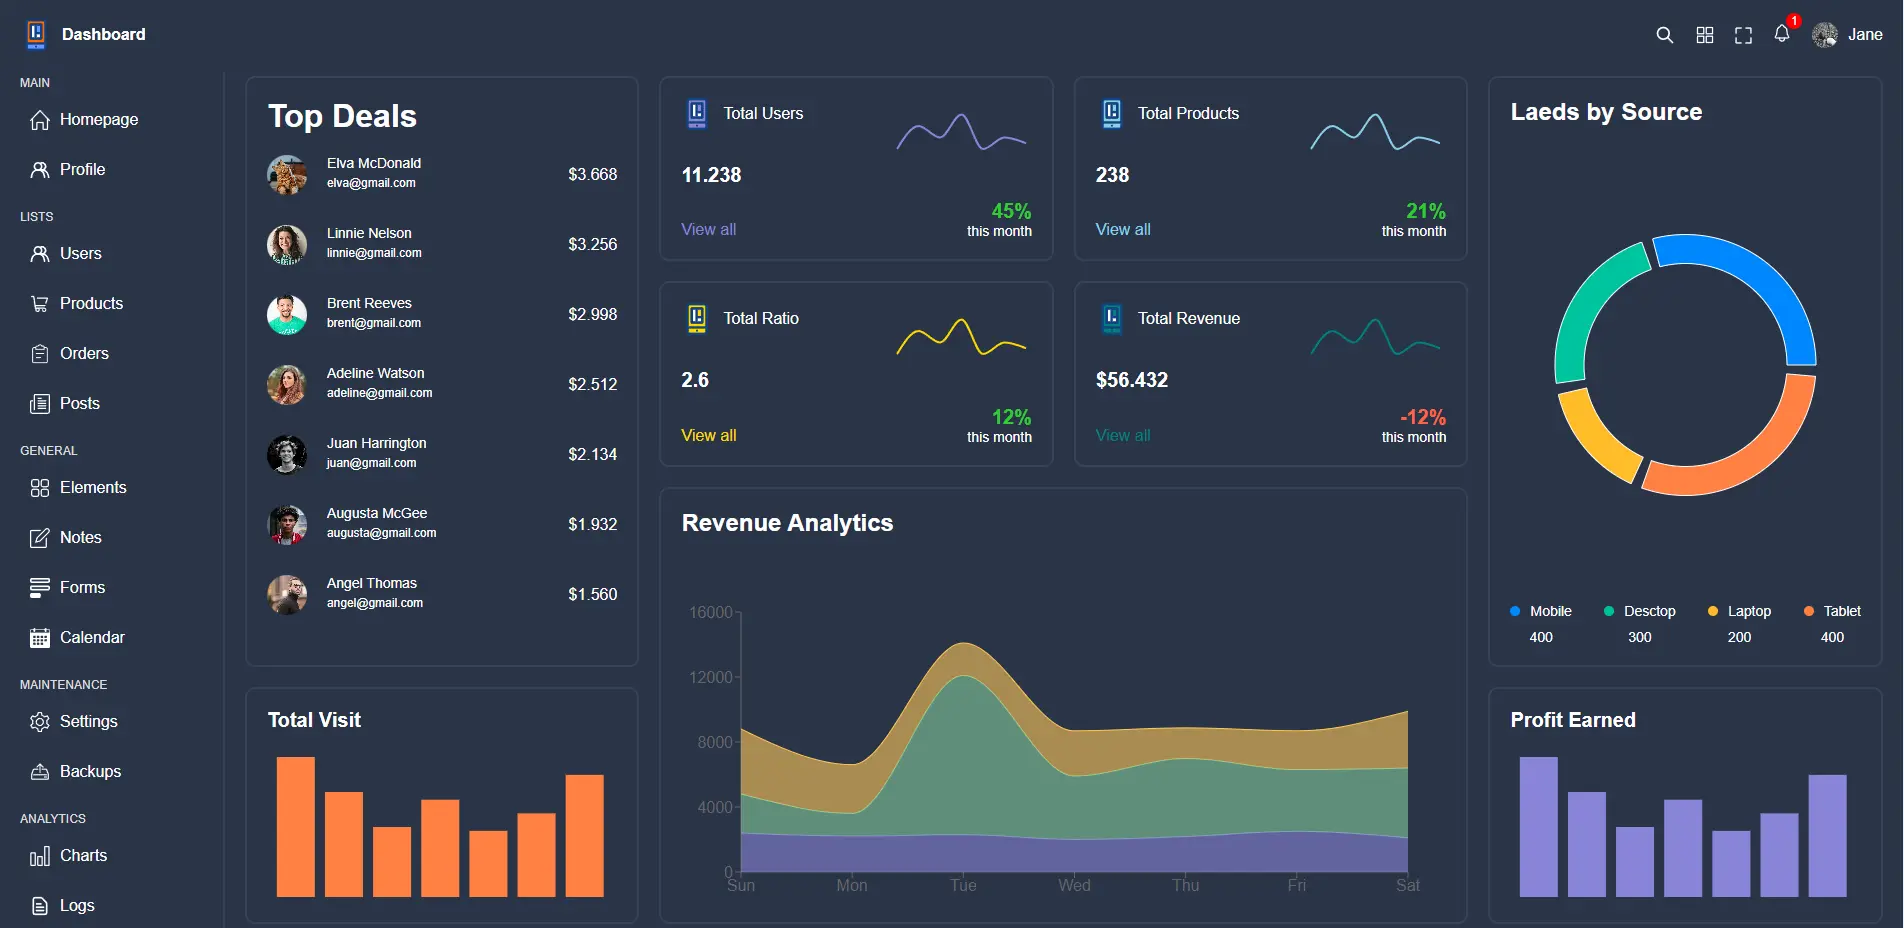 Dashboard
1
Jane
MAIN
Homepage
Profile
LISTS
Users
Products
Orders
Posts
GENERAL
Elements
Notes
Forms
Calendar
MAINTENANCE
Settings
Backups
ANALYTICS
Charts
Logs
Top Deals
Elva McDonald
elva@gmail.com
$3.668
Linnie Nelson
linnie@gmail.com
$3.256
Brent Reeves
brent@gmail.com
$2.998
Adeline Watson
adeline@gmail.com
$2.512
Juan Harrington
juan@gmail.com
$2.134
Augusta McGee
augusta@gmail.com
$1.932
Angel Thomas
angel@gmail.com
$1.560
Total Users
11.238
View all
45%
this month
Total Products
238
View all
21%
this month
Total Ratio
2.6
View all
12%
this month
Total Revenue
$56.432
View all
-12%
this month
Laeds by Source
Mobile
400
Desctop
300
Laptop
200
Tablet
400
Total Visit
Revenue Analytics
16000
12000
8000
4000
0
Sun Mon Tue Wed Thu Fri Sat
Profit Earned